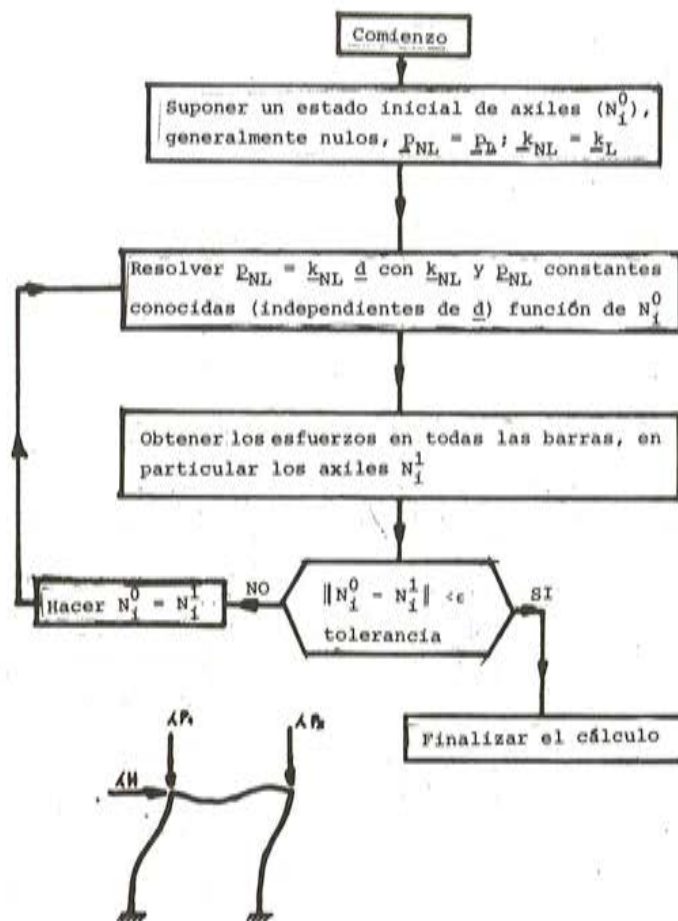 Comienzo
Suponer un estado inicial de axiles (N_i^0),
generalmente nulos, p_NL = p_L; k_NL = k_L
Resolver p_NL = k_NL d con k_NL y p_NL constantes
conocidas (independientes de d) función de N_i^0
Obtener los esfuerzos en todas las barras, en
particular los axiles N_i^1
‖N_i^0 - N_i^1‖ <ε
tolerancia
NO
SI
Hacer N_i^0 = N_i^1
Finalizar el cálculo
λP₁
λP₂
λH